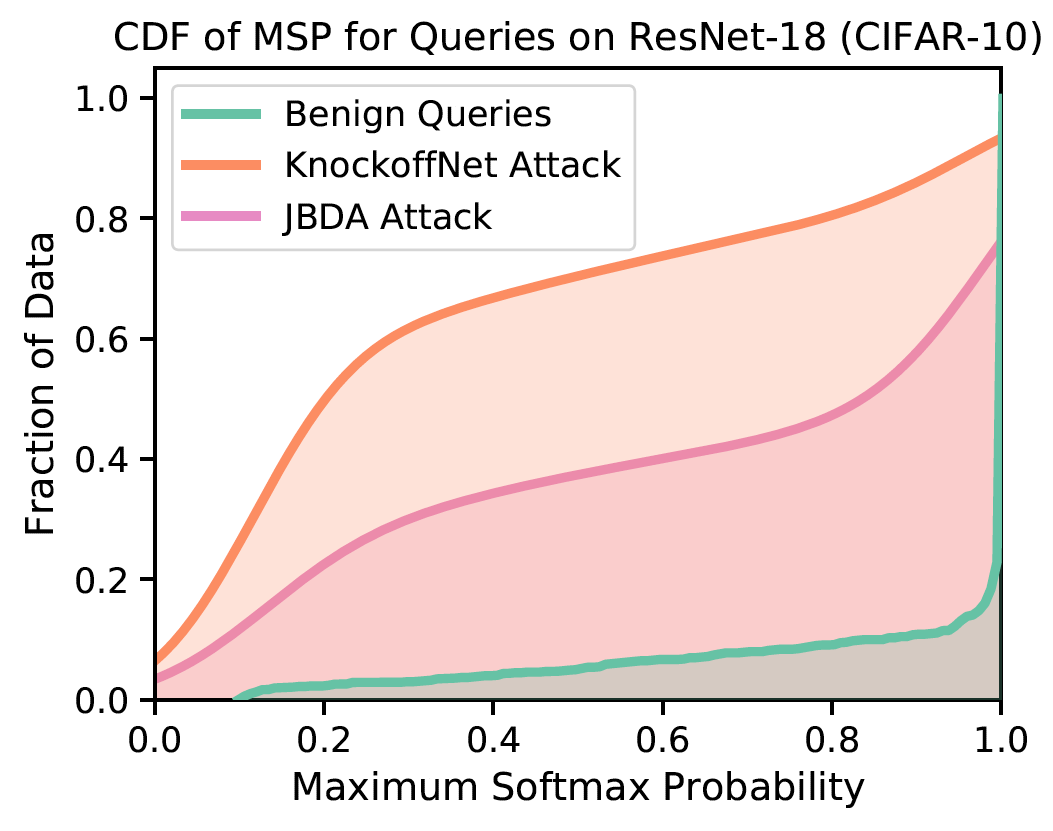 CDF of MSP for Queries on ResNet-18 (CIFAR-10)
Benign Queries
KnockoffNet Attack
JBDA Attack
Fraction of Data
1.0
0.8
0.6
0.4
0.2
0.0
0.0 0.2 0.4 0.6 0.8 1.0
Maximum Softmax Probability